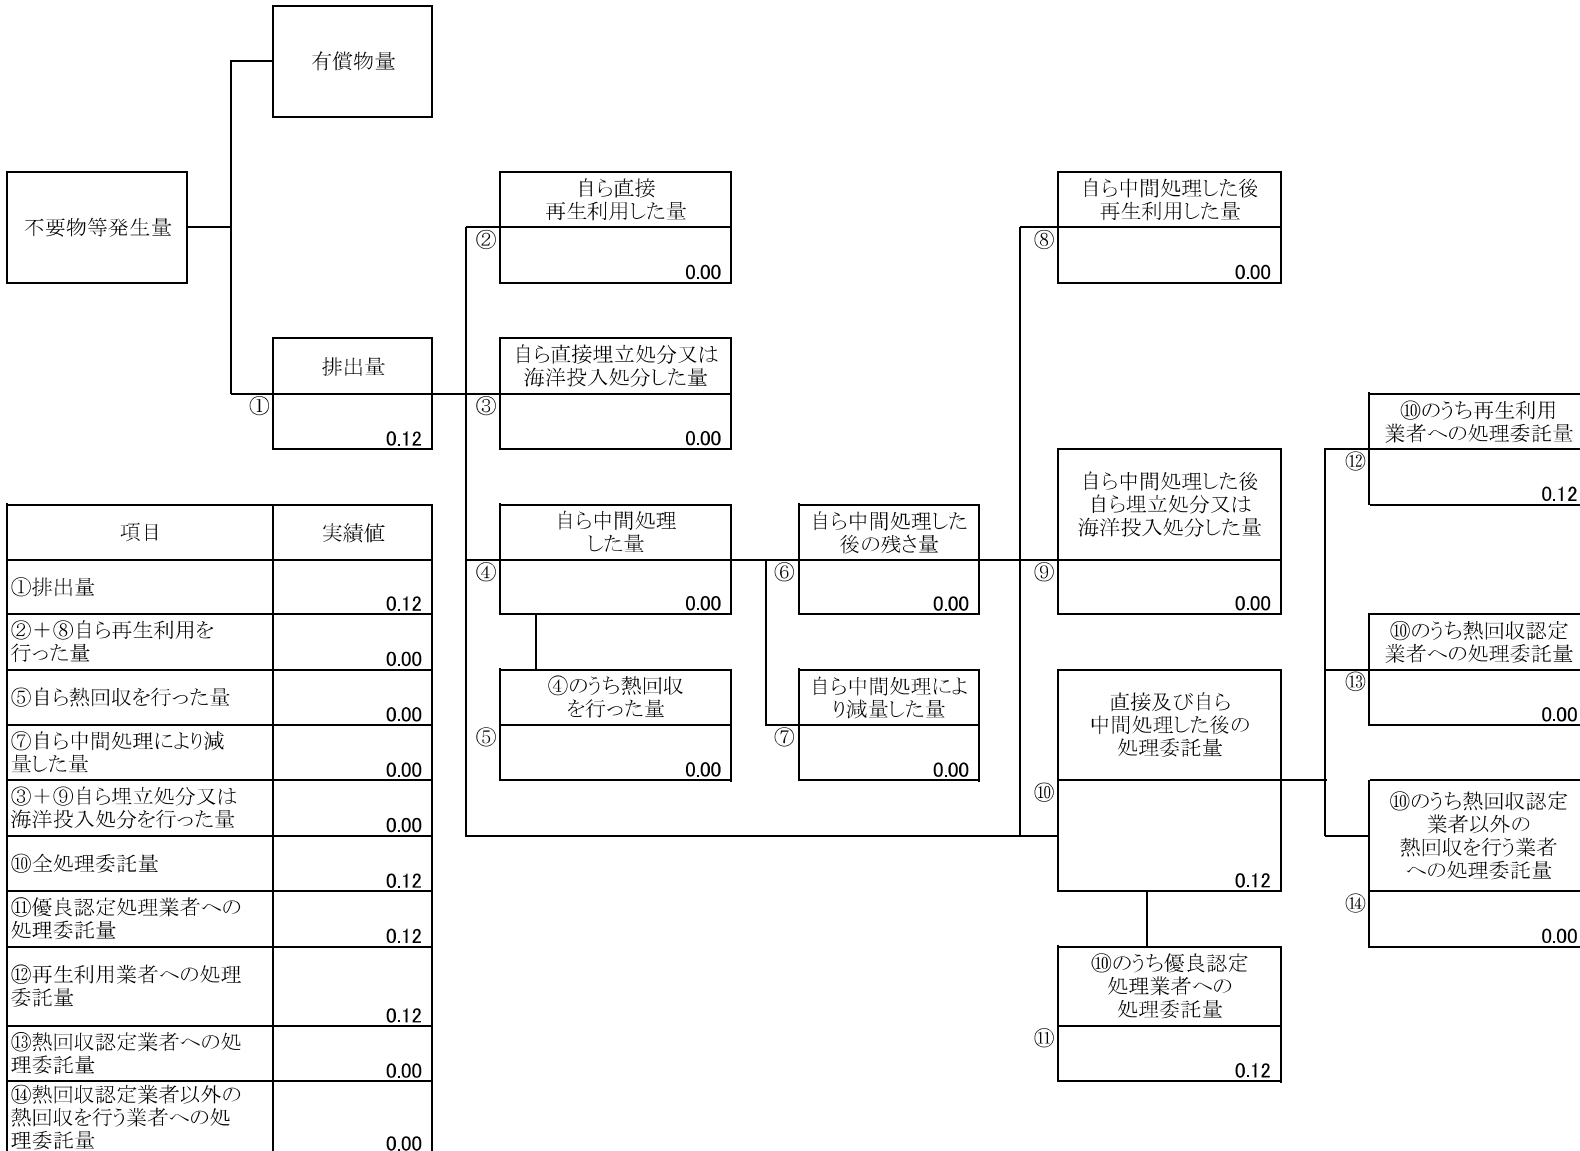 有償物量
不要物等発生量
自ら直接
再生利用した量
②
0.00
自ら中間処理した後
再生利用した量
⑧
0.00
排出量
①
0.12
自ら直接埋立処分又は
海洋投入処分した量
③
0.00
⑩のうち再生利用
業者への処理委託量
⑫
0.12
自ら中間処理
した量
④
0.00
自ら中間処理した
後の残さ量
⑥
0.00
自ら中間処理した後
自ら埋立処分又は
海洋投入処分した量
⑨
0.00
⑩のうち熱回収認定
業者への処理委託量
⑬
0.00
④のうち熱回収
を行った量
⑤
0.00
自ら中間処理によ
り減量した量
⑦
0.00
直接及び自ら
中間処理した後の
処理委託量
⑩
0.12
⑩のうち熱回収認定
業者以外の
熱回収を行う業者
への処理委託量
⑭
0.00
⑩のうち優良認定
処理業者への
処理委託量
⑪
0.12
項目 実績値
①排出量
0.12
②＋⑧自ら再生利用を
行った量
0.00
⑤自ら熱回収を行った量
0.00
⑦自ら中間処理により減
量した量
0.00
③＋⑨自ら埋立処分又は
海洋投入処分を行った量
0.00
⑩全処理委託量
0.12
⑪優良認定処理業者への
処理委託量
0.12
⑫再生利用業者への処理
委託量
0.12
⑬熱回収認定業者への処
理委託量
0.00
⑭熱回収認定業者以外の
熱回収を行う業者への処
理委託量
0.00